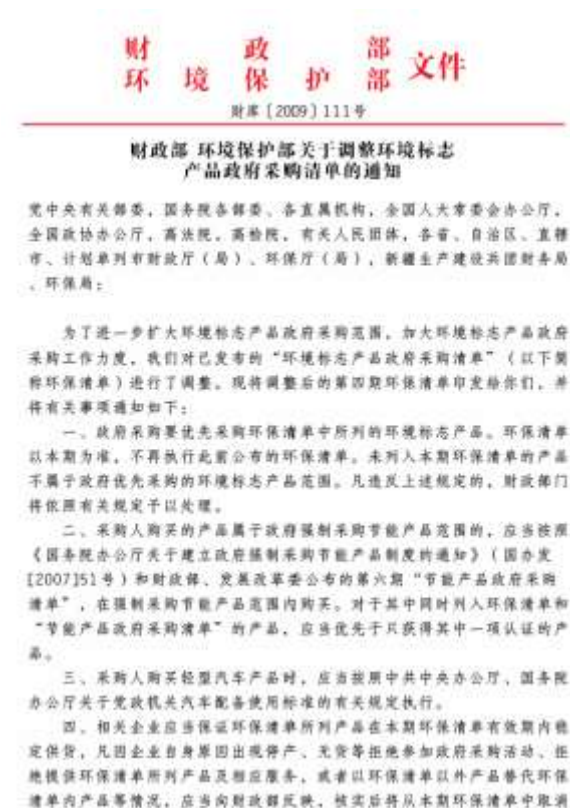 财政部
环境保护部
文件
财库〔2009〕111号
财政部 环境保护部关于调整环境标志
产品政府采购清单的通知
党中央有关部委，国务院各部委、各直属机构，全国人大常委会办公厅，
全国政协办公厅，高法院，高检院，有关人民团体，各省、自治区、直辖
市、计划单列市财政厅（局）、环保厅（局），新疆生产建设兵团财务局
、环保局：
为了进一步扩大环境标志产品政府采购范围，加大环境标志产品政府
采购工作力度，我们对已发布的“环境标志产品政府采购清单”（以下简
称环保清单）进行了调整。现将调整后的第四期环保清单印发给你们，并
将有关事项通知如下：
一、政府采购要优先采购环保清单中所列的环境标志产品。环保清单
以本期为准，不再执行此前公布的环保清单。未列入本期环保清单的产品
不属于政府优先采购的环境标志产品范围。凡违反上述规定的，财政部门
将依照有关规定予以处理。
二、采购人购买的产品属于政府强制采购节能产品范围的，应当按照
《国务院办公厅关于建立政府强制采购节能产品制度的通知》（国办发
[2007]51号）和财政部、发展改革委公布的第六期“节能产品政府采购
清单”，在强制采购节能产品范围内购买。对于其中同时列入环保清单和
“节能产品政府采购清单”的产品，应当优先于只获得其中一项认证的产
品。
三、采购人购买轻型汽车产品时，应当按照中共中央办公厅、国务院
办公厅关于党政机关汽车配备使用标准的有关规定执行。
四、相关企业应当保证环保清单所列产品在本期环保清单有效期内稳
定供货，凡因企业自身原因出现停产、无货等拒绝参加政府采购活动、拒
绝提供环保清单所列产品及相应服务，或者以环保清单以外产品替代环保
清单内产品等情况，应当向财政部反映，核实后将从本期环保清单中取消